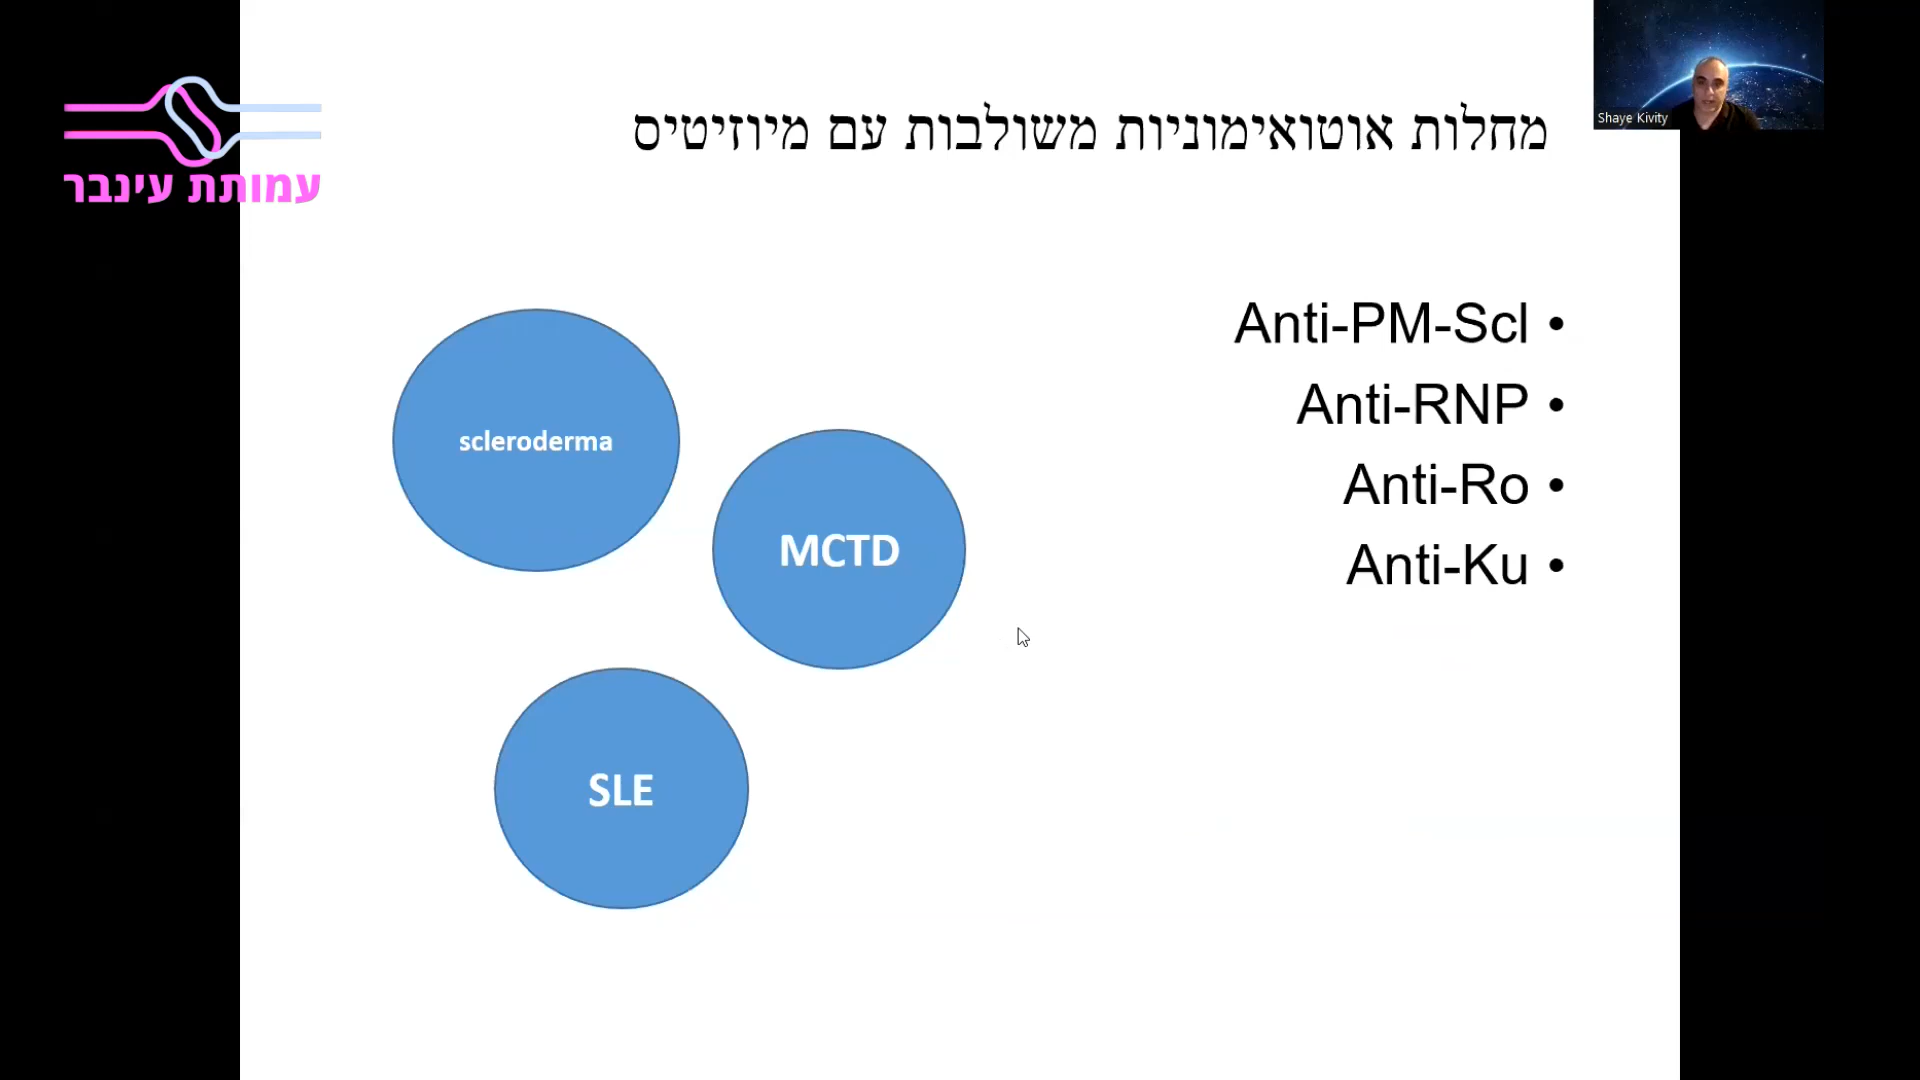 עמותת עינבר
Shaye Kivity
מחלות אוטואימוניות משולבות עם מיוזיטיס
• Anti-PM-Scl
• Anti-RNP
• Anti-Ro
• Anti-Ku
scleroderma
MCTD
SLE